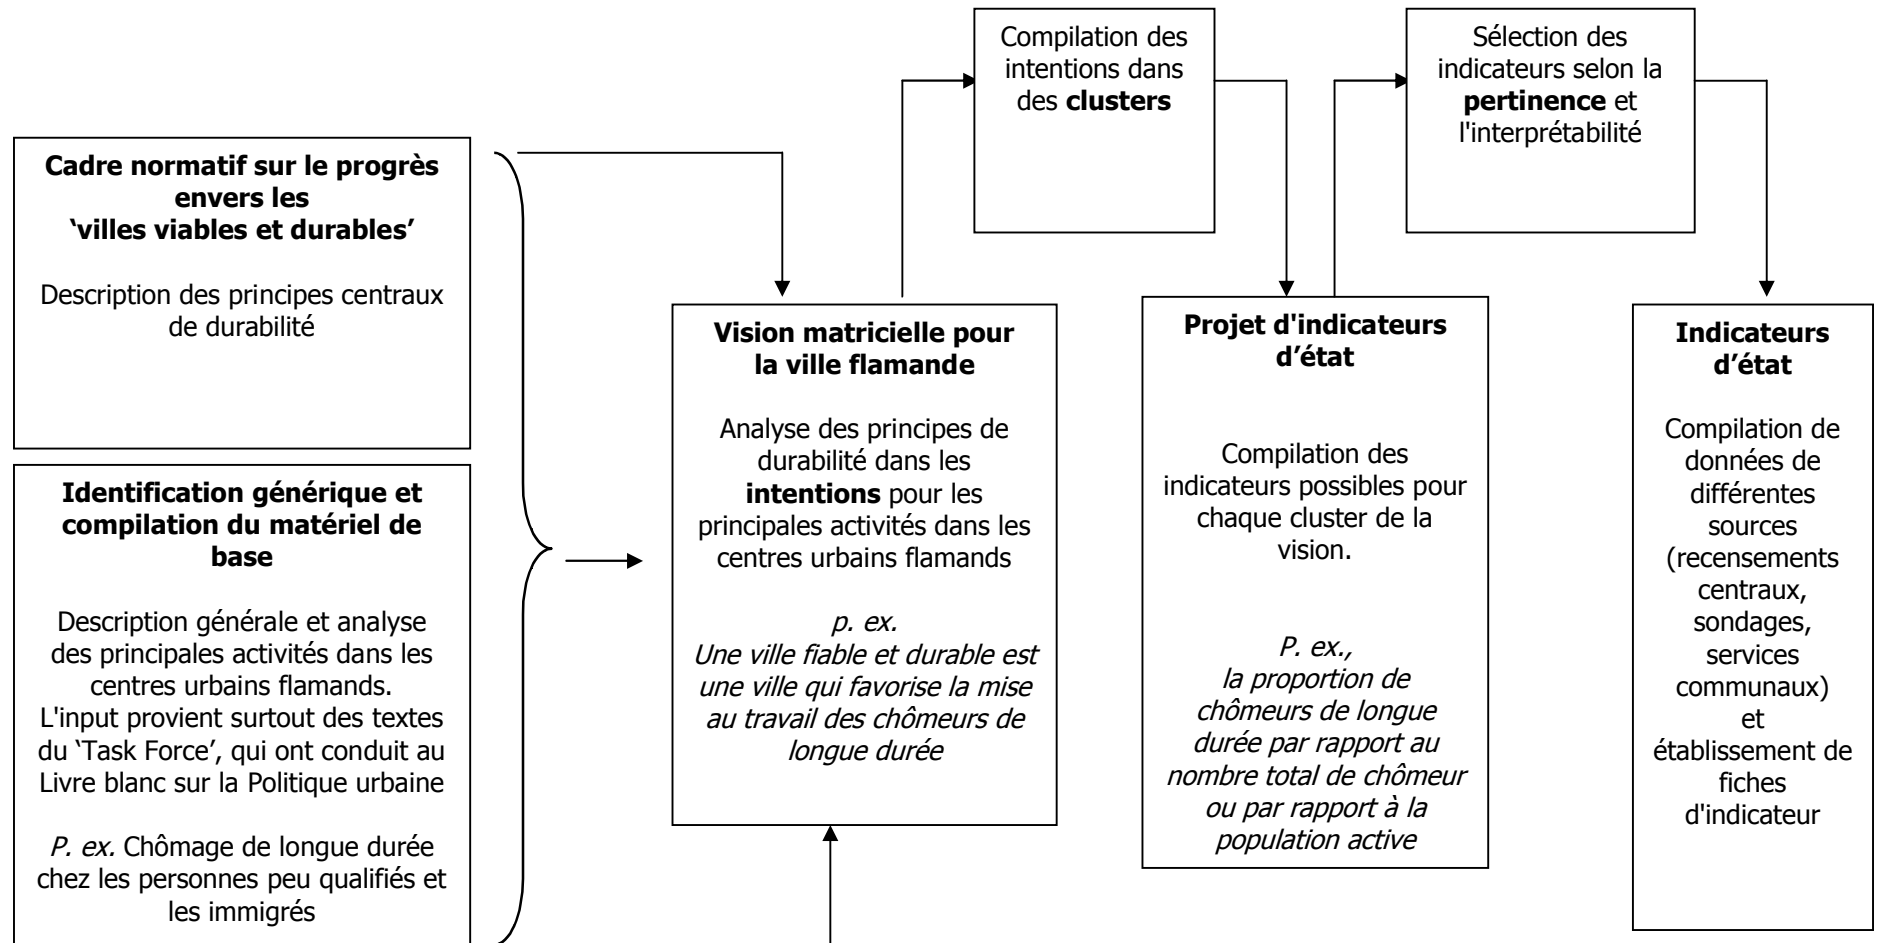 Cadre normatif sur le progrès
envers les
‘villes viables et durables’
Description des principes centraux
de durabilité
Identification générique et
compilation du matériel de
base
Description générale et analyse
des principales activités dans les
centres urbains flamands.
L'input provient surtout des textes
du ‘Task Force’, qui ont conduit au
Livre blanc sur la Politique urbaine
P. ex. Chômage de longue durée
chez les personnes peu qualifiés et
les immigrés
Vision matricielle pour
la ville flamande
Analyse des principes de
durabilité dans les
intentions pour les
principales activités dans les
centres urbains flamands
p. ex.
Une ville fiable et durable est
une ville qui favorise la mise
au travail des chômeurs de
longue durée
Compilation des
intentions dans
des clusters
Projet d'indicateurs
d’état
Compilation des
indicateurs possibles pour
chaque cluster de la
vision.
P. ex.,
la proportion de
chômeurs de longue
durée par rapport au
nombre total de chômeur
ou par rapport à la
population active
Sélection des
indicateurs selon la
pertinence et
l'interprétabilité
Indicateurs
d’état
Compilation de
données de
différentes
sources
(recensements
centraux,
sondages,
services
communaux)
et
établissement de
fiches
d'indicateur